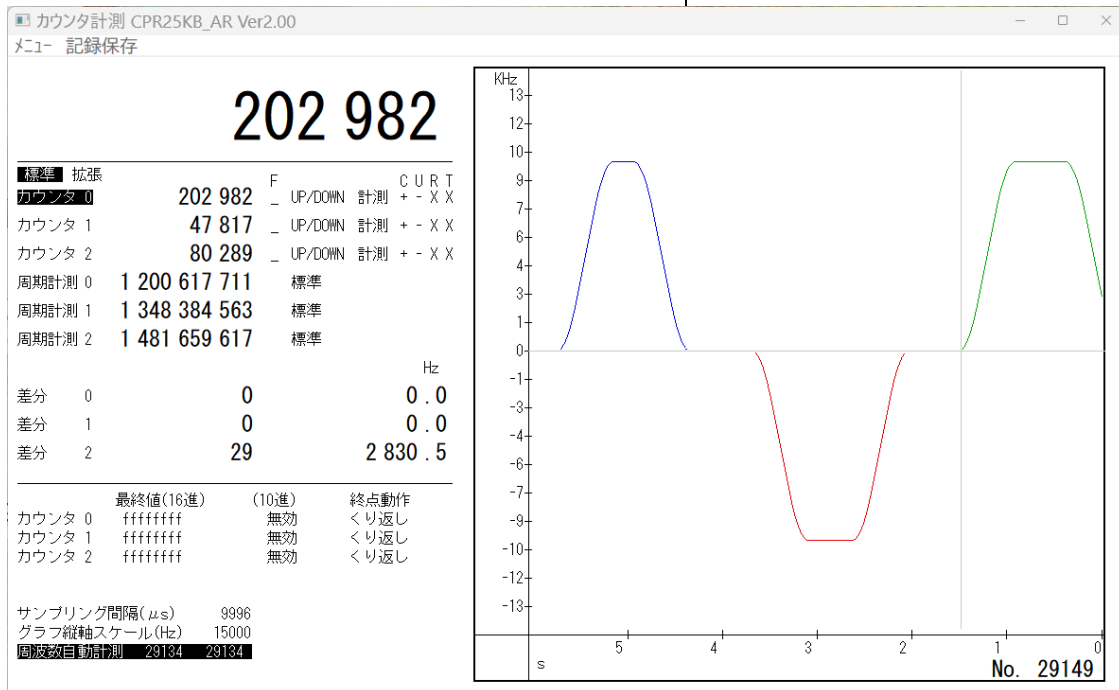 カウンタ計測 CPR25KB_AR Ver2.00
メニュー 記録保存
202 982
標準 拡張
F C U R T
カウンタ 0 202 982 _ UP/DOWN 計測 + - X X
カウンタ 1 47 817 _ UP/DOWN 計測 + - X X
カウンタ 2 80 289 _ UP/DOWN 計測 + - X X
周期計測 0 1 200 617 711 標準
周期計測 1 1 348 384 563 標準
周期計測 2 1 481 659 617 標準
Hz
差分 0 0 0.0
差分 1 0 0.0
差分 2 29 2 830.5
最終値(16進) (10進) 終点動作
カウンタ 0 ffffffff 無効 くり返し
カウンタ 1 ffffffff 無効 くり返し
カウンタ 2 ffffffff 無効 くり返し
サンプリング間隔(μs) 9996
グラフ縦軸スケール(Hz) 15000
周波数自動計測 29134 29134
KHz
13
12
10
9
7
6
4
3
1
0
-1
-3
-4
-6
-7
-9
-10
-12
-13
5 4 3 2 1 0
s
No. 29149